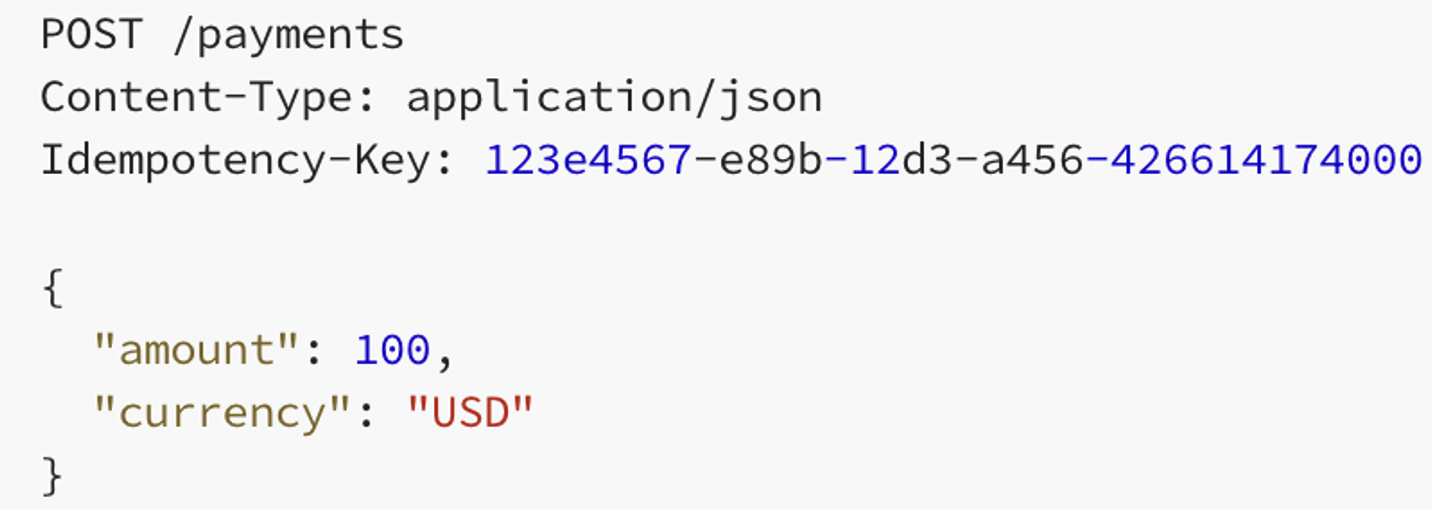 POST /payments
Content-Type: application/json
Idempotency-Key: 123e4567-e89b-12d3-a456-426614174000

{
  "amount": 100,
  "currency": "USD"
}